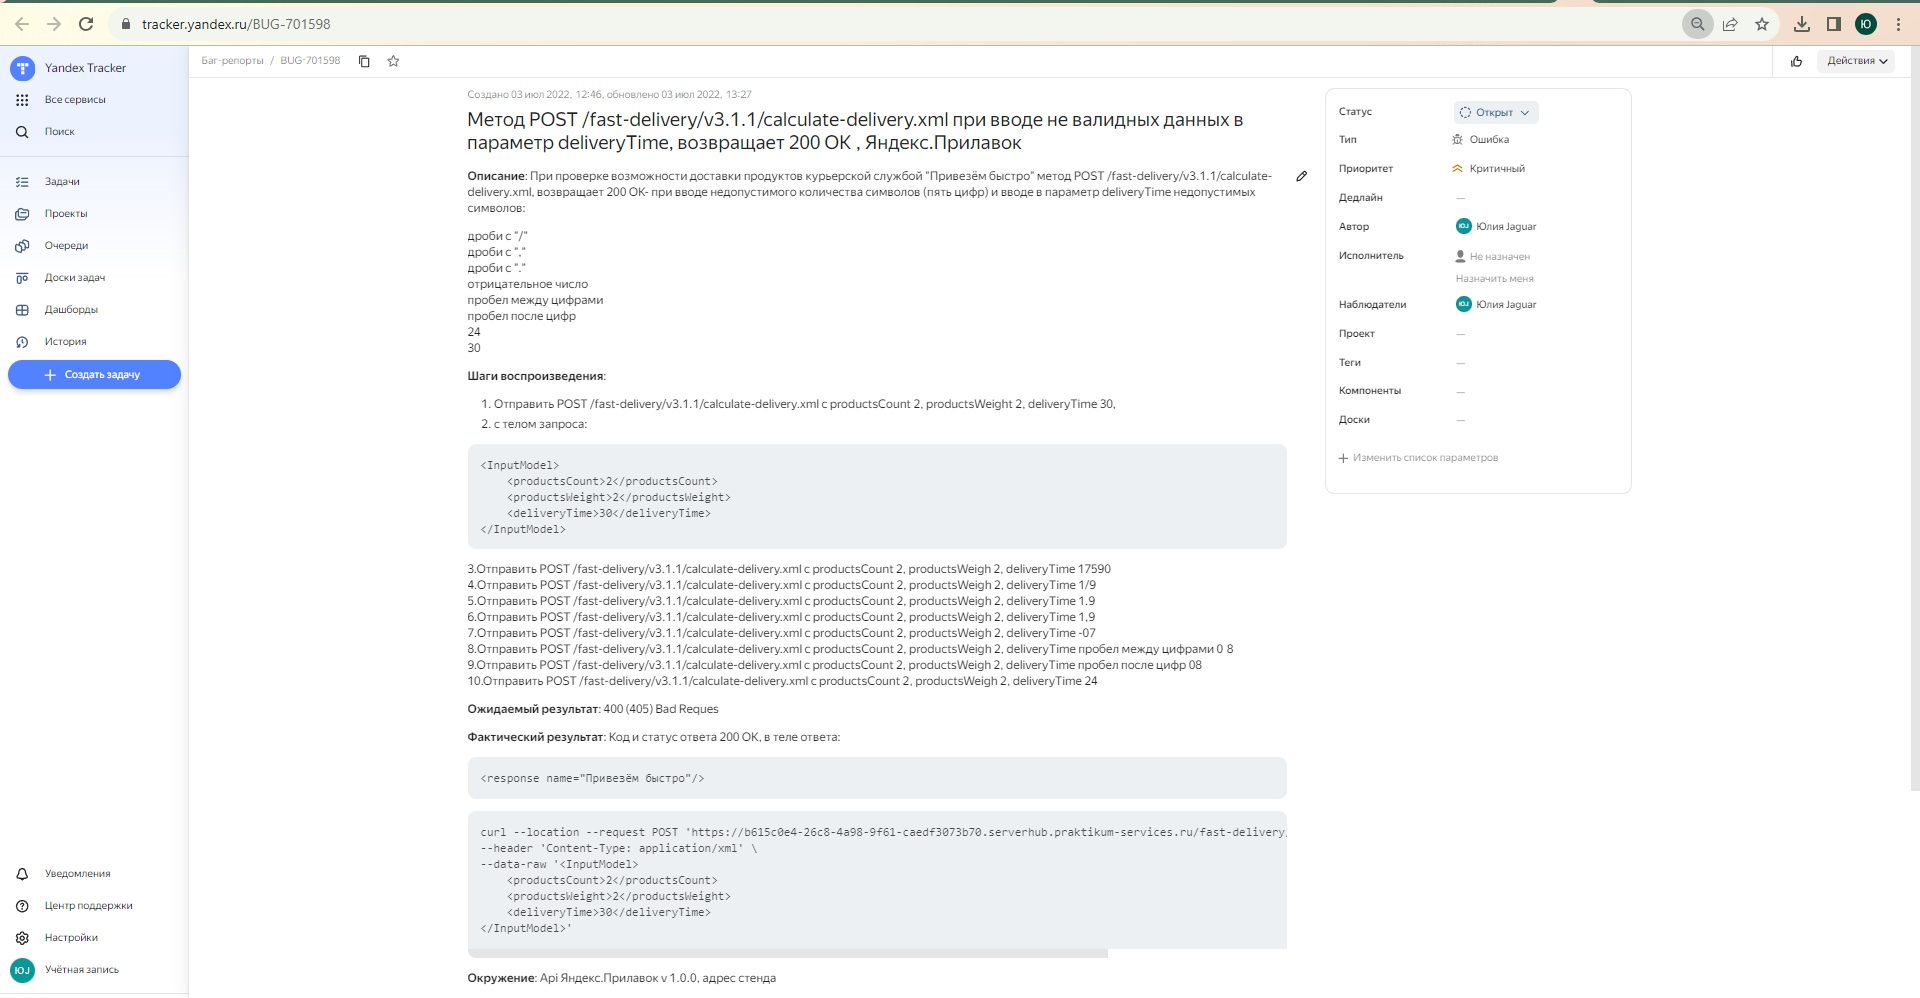 tracker.yandex.ru/BUG-701598
Ю
Yandex Tracker
Все сервисы
Поиск
Задачи
Проекты
Очереди
Доски задач
Дашборды
История
Создать задачу
Уведомления
Центр поддержки
Настройки
ЮJ
Учётная запись
Баг-репорты / BUG-701598
Действия
Создано 03 июл 2022, 12:46, обновлено 03 июл 2022, 13:27
Метод POST /fast-delivery/v3.1.1/calculate-delivery.xml при вводе не валидных данных в
параметр deliveryTime, возвращает 200 OK , Яндекс.Прилавок
Описание: При проверке возможности доставки продуктов курьерской службой "Привезём быстро" метод POST /fast-delivery/v3.1.1/calculate-
delivery.xml, возвращает 200 OK- при вводе недопустимого количества символов (пять цифр) и вводе в параметр deliveryTime недопустимых
символов:
дроби с "/"
дроби с ","
дроби с "."
отрицательное число
пробел между цифрами
пробел после цифр
24
30
Шаги воспроизведения:
1. Отправить POST /fast-delivery/v3.1.1/calculate-delivery.xml с productsCount 2, productsWeight 2, deliveryTime 30,
2. с телом запроса:
<InputModel>
<productsCount>2</productsCount>
<productsWeight>2</productsWeight>
<deliveryTime>30</deliveryTime>
</InputModel>
3.Отправить POST /fast-delivery/v3.1.1/calculate-delivery.xml с productsCount 2, productsWeigh 2, deliveryTime 17590
4.Отправить POST /fast-delivery/v3.1.1/calculate-delivery.xml с productsCount 2, productsWeigh 2, deliveryTime 1/9
5.Отправить POST /fast-delivery/v3.1.1/calculate-delivery.xml с productsCount 2, productsWeigh 2, deliveryTime 1.9
6.Отправить POST /fast-delivery/v3.1.1/calculate-delivery.xml с productsCount 2, productsWeigh 2, deliveryTime 1,9
7.Отправить POST /fast-delivery/v3.1.1/calculate-delivery.xml с productsCount 2, productsWeigh 2, deliveryTime -07
8.Отправить POST /fast-delivery/v3.1.1/calculate-delivery.xml с productsCount 2, productsWeigh 2, deliveryTime пробел между цифрами 0 8
9.Отправить POST /fast-delivery/v3.1.1/calculate-delivery.xml с productsCount 2, productsWeigh 2, deliveryTime пробел после цифр 08
10.Отправить POST /fast-delivery/v3.1.1/calculate-delivery.xml с productsCount 2, productsWeigh 2, deliveryTime 24
Ожидаемый результат: 400 (405) Bad Reques
Фактический результат: Код и статус ответа 200 OK, в теле ответа:
<response name="Привезём быстро"/>
curl --location --request POST 'https://b615c0e4-26c8-4a98-9f61-caedf3073b70.serverhub.praktikum-services.ru/fast-delivery/
--header 'Content-Type: application/xml' \
--data-raw '<InputModel>
<productsCount>2</productsCount>
<productsWeight>2</productsWeight>
<deliveryTime>30</deliveryTime>
</InputModel>'
Окружение: Api Яндекс.Прилавок v 1.0.0, адрес стенда
Статус Открыт
Тип Ошибка
Приоритет Критичный
Дедлайн —
Автор ЮJ Юлия Jaguar
Исполнитель Не назначен
Назначить меня
Наблюдатели ЮJ Юлия Jaguar
Проект —
Теги —
Компоненты —
Доски —
Изменить список параметров